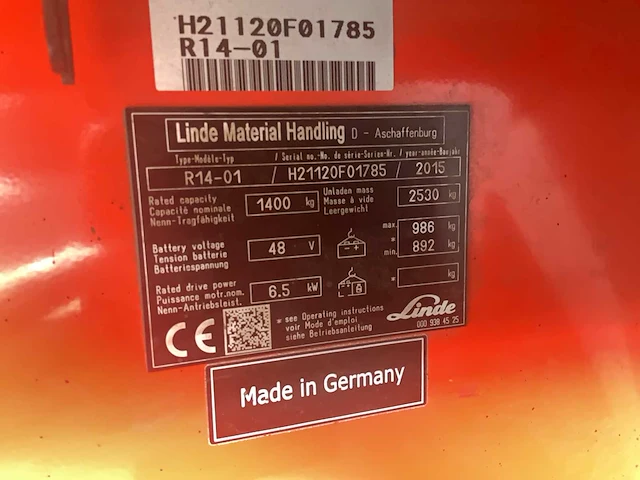 H21120F01785
R14-01
Linde Material Handling D - Aschaffenburg
Type-Modèle-Typ / Serial no.-No. de série-Serien-Nr. / year-année-Baujahr
R14-01 / H21120F01785 / 2015
Rated capacity
Capacité nominale
Nenn-Tragfähigkeit
1400 kg
Unladen mass
Masse à vide
Leergewicht
2530 kg
Battery voltage
Tension batterie
Batteriespannung
48 V
- +
max. 986 kg
*
min. 892 kg
Rated drive power
Puissance motr.nom.
Nenn-Antriebsleist.
6.5 kW
* kg
CE
* see Operating instructions
voir Mode d'emploi
siehe Betriebsanleitung
Linde
000 938 45 25
Made in Germany